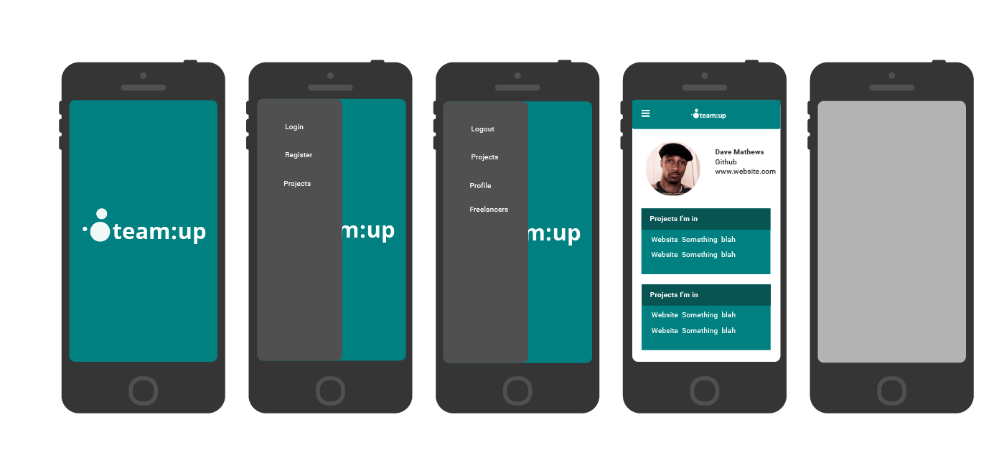 team:up
Login
Register
Projects
m:up
Logout
Projects
Profile
Freelancers
m:up
team:up
Dave Mathews
Github
www.website.com
Projects I'm in
Website Something blah
Website Something blah
Projects I'm in
Website Something blah
Website Something blah